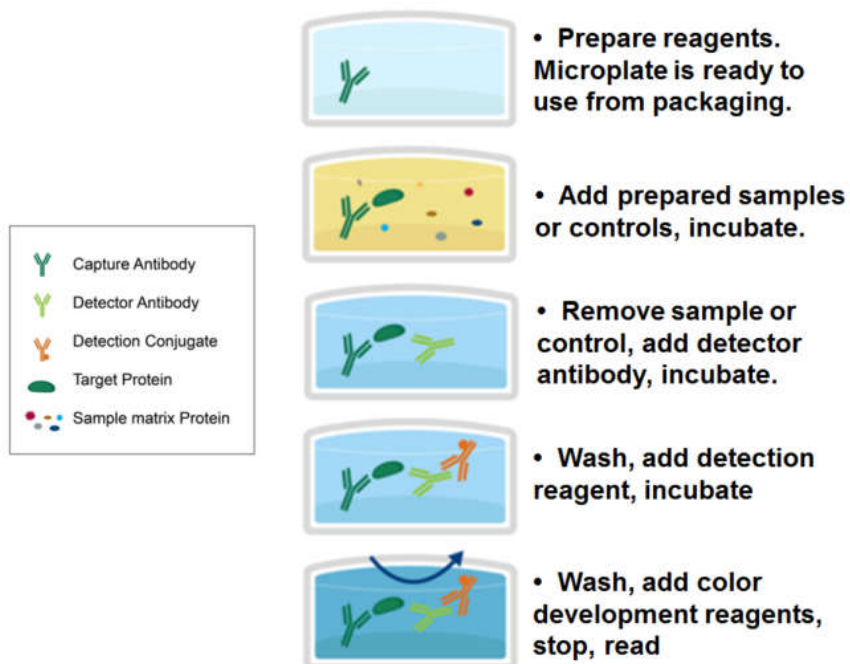 • Prepare reagents.
Microplate is ready to
use from packaging.
• Add prepared samples
or controls, incubate.
Capture Antibody
Detector Antibody
Detection Conjugate
Target Protein
Sample matrix Protein
• Remove sample or
control, add detector
antibody, incubate.
• Wash, add detection
reagent, incubate
• Wash, add color
development reagents,
stop, read